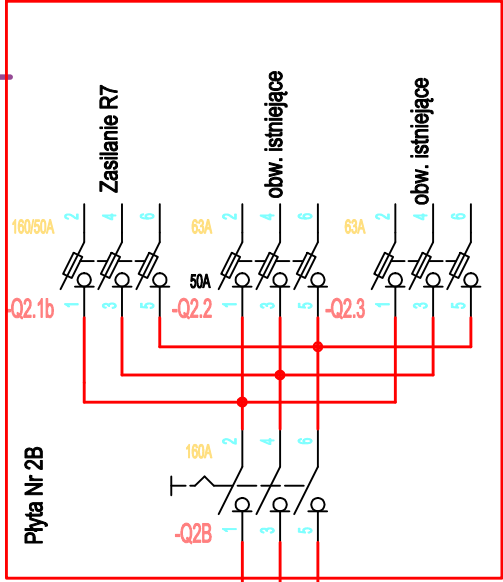 Zasilanie R7
obw. istniejące
obw. istniejące
160/50A
2
4
6
63A
2
4
6
63A
2
4
6
50A
-Q2.1b
1
3
5
-Q2.2
1
3
5
-Q2.3
1
3
5
Płyta Nr 2B
160A
2
4
6
-Q2B
1
3
5